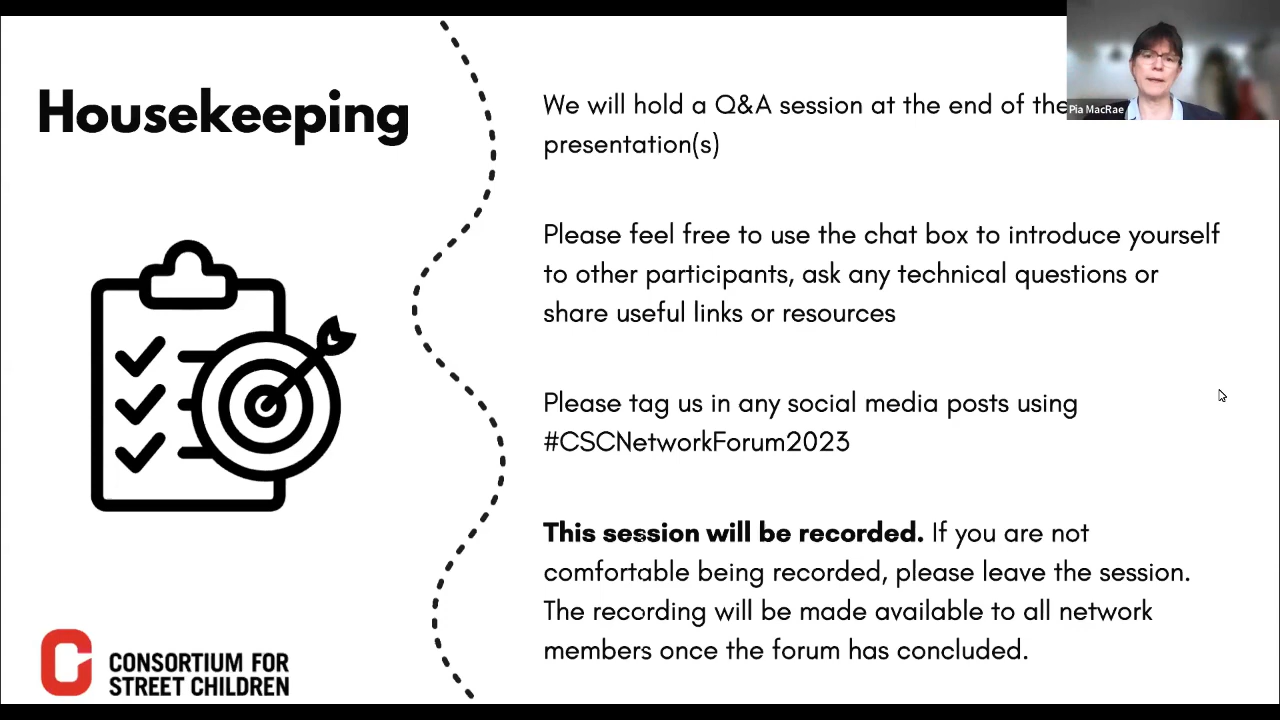 Housekeeping
We will hold a Q&A session at the end of the
presentation(s)
Please feel free to use the chat box to introduce yourself
to other participants, ask any technical questions or
share useful links or resources
Please tag us in any social media posts using
#CSCNetworkForum2023
This session will be recorded. If you are not
comfortable being recorded, please leave the session.
The recording will be made available to all network
members once the forum has concluded.
CONSORTIUM FOR
STREET CHILDREN
Pia MacRae